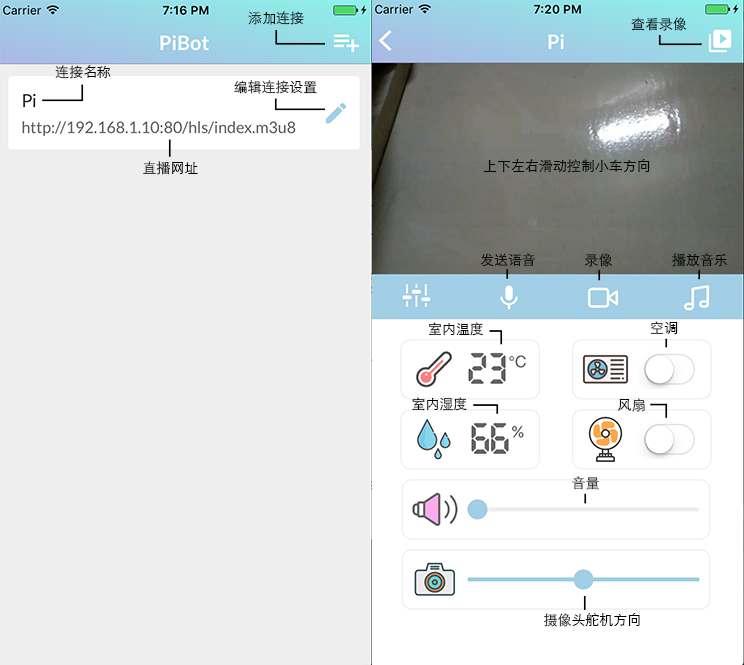 Carrier
7:16 PM
添加连接
PiBot
连接名称
编辑连接设置
Pi
http://192.168.1.10:80/hls/index.m3u8
直播网址
Carrier
7:20 PM
查看录像
Pi
上下左右滑动控制小车方向
发送语音
录像
播放音乐
室内温度
空调
23°C
室内湿度
风扇
66%
音量
摄像头舵机方向